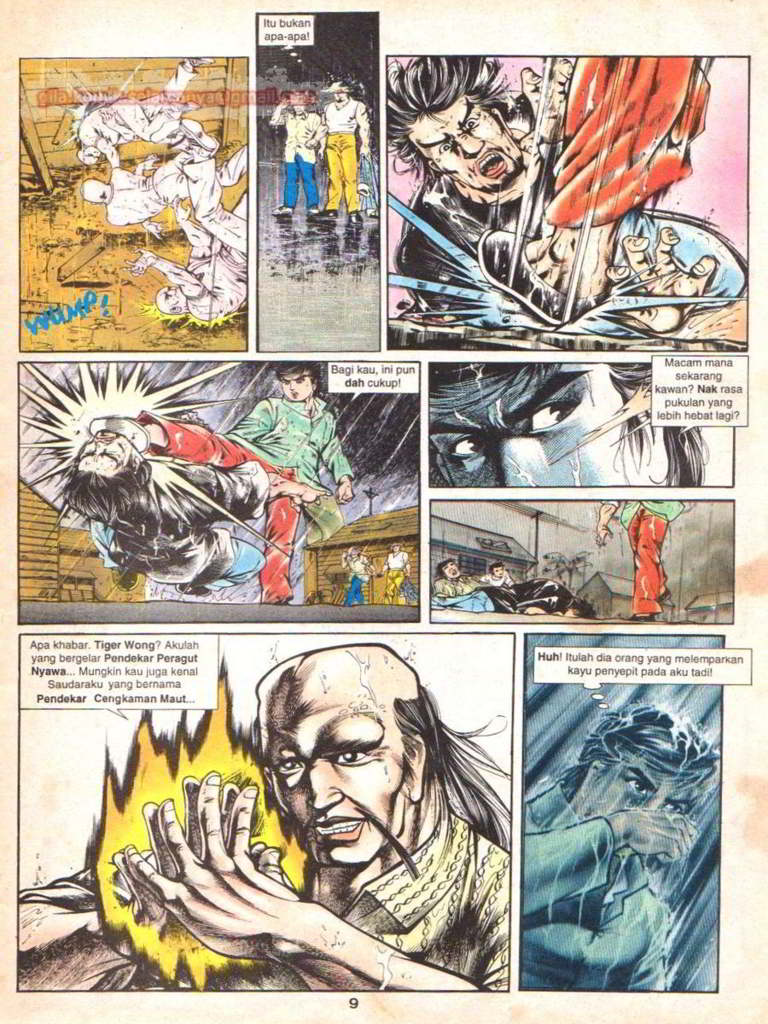 Itu bukan
apa-apa!
WUMP!
Bagi kau, ini pun
dah cukup!
Macam mana
sekarang
kawan? Nak rasa
pukulan yang
lebih hebat lagi?
Apa khabar. Tiger Wong? Akulah
yang bergelar Pendekar Peragut
Nyawa... Mungkin kau juga kenal
Saudaraku yang bernama
Pendekar Cengkaman Maut...
Huh! Itulah dia orang yang melemparkan
kayu penyepit pada aku tadi!
9